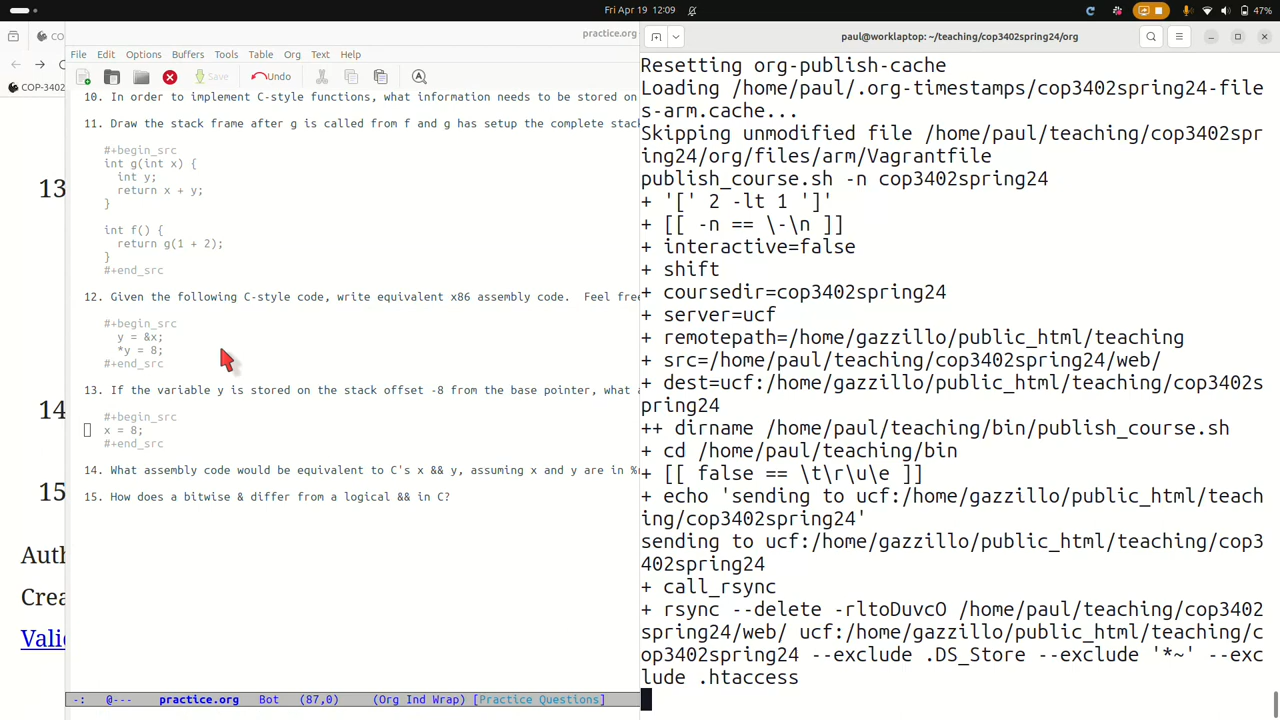 Fri Apr 19 12:09
47%
CO
COP-3402
13
14
15
Auth
Crea
Valid
practice.org
File Edit Options Buffers Tools Table Org Text Help
Save Undo
10. In order to implement C-style functions, what information needs to be stored on
11. Draw the stack frame after g is called from f and g has setup the complete stac
#+begin_src
int g(int x) {
int y;
return x + y;
}
int f() {
return g(1 + 2);
}
#+end_src
12. Given the following C-style code, write equivalent x86 assembly code. Feel fre
#+begin_src
y = &x;
*y = 8;
#+end_src
13. If the variable y is stored on the stack offset -8 from the base pointer, what
#+begin_src
x = 8;
#+end_src
14. What assembly code would be equivalent to C's x && y, assuming x and y are in %
15. How does a bitwise & differ from a logical && in C?
-: @--- practice.org Bot (87,0) (Org Ind Wrap) [Practice Questions]
paul@worklaptop: ~/teaching/cop3402spring24/org
Resetting org-publish-cache
Loading /home/paul/.org-timestamps/cop3402spring24-file
s-arm.cache...
Skipping unmodified file /home/paul/teaching/cop3402spr
ing24/org/files/arm/Vagrantfile
publish_course.sh -n cop3402spring24
+ '[' 2 -lt 1 ']'
+ [[ -n == \-\n ]]
+ interactive=false
+ shift
+ coursedir=cop3402spring24
+ server=ucf
+ remotepath=/home/gazzillo/public_html/teaching
+ src=/home/paul/teaching/cop3402spring24/web/
+ dest=ucf:/home/gazzillo/public_html/teaching/cop3402s
pring24
++ dirname /home/paul/teaching/bin/publish_course.sh
+ cd /home/paul/teaching/bin
+ [[ false == \t\r\u\e ]]
+ echo 'sending to ucf:/home/gazzillo/public_html/teach
ing/cop3402spring24'
sending to ucf:/home/gazzillo/public_html/teaching/cop3
402spring24
+ call_rsync
+ rsync --delete -rltoDuvcO /home/paul/teaching/cop3402
spring24/web/ ucf:/home/gazzillo/public_html/teaching/c
op3402spring24 --exclude .DS_Store --exclude '*~' --exc
lude .htaccess